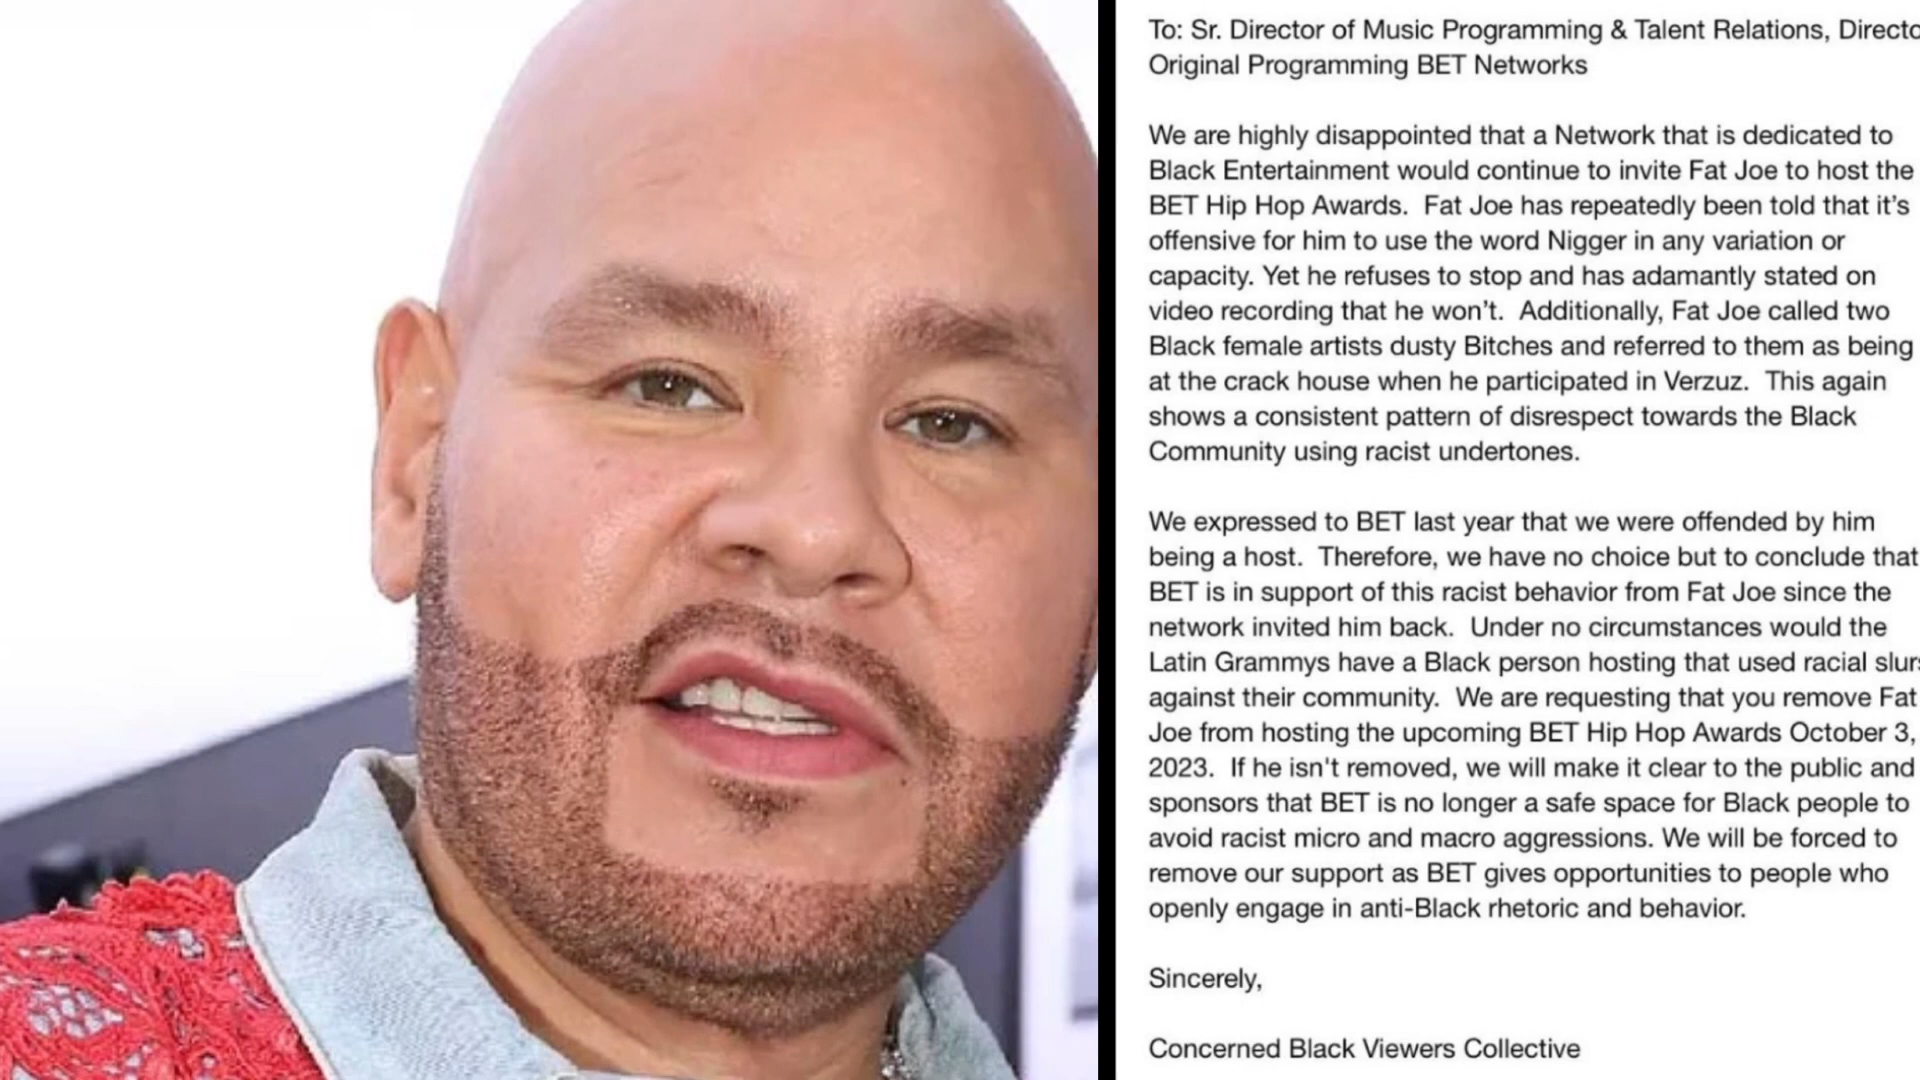 To: Sr. Director of Music Programming & Talent Relations,
Original Programming BET Networks
We are highly disappointed that a Network that is dedicated to
Black Entertainment would continue to invite Fat Joe to host the
BET Hip Hop Awards.  Fat Joe has repeatedly been told that it’s
offensive for him to use the word Nigger in any variation or
capacity. Yet he refuses to stop and has adamantly stated on
video recording that he won’t.  Additionally, Fat Joe called two
Black female artists dusty Bitches and referred to them as being
at the crack house when he participated in Verzuz.  This again
shows a consistent pattern of disrespect towards the Black
Community using racist undertones.
We expressed to BET last year that we were offended by him
being a host.  Therefore, we have no choice but to conclude that
BET is in support of this racist behavior from Fat Joe since the
network invited him back.  Under no circumstances would the
Latin Grammys have a Black person hosting that used racial slurs
against their community.  We are requesting that you remove Fat
Joe from hosting the upcoming BET Hip Hop Awards October 3,
2023.  If he isn't removed, we will make it clear to the public and
sponsors that BET is no longer a safe space for Black people to
avoid racist micro and macro aggressions. We will be forced to
remove our support as BET gives opportunities to people who
openly engage in anti-Black rhetoric and behavior.
Sincerely,
Concerned Black Viewers Collective